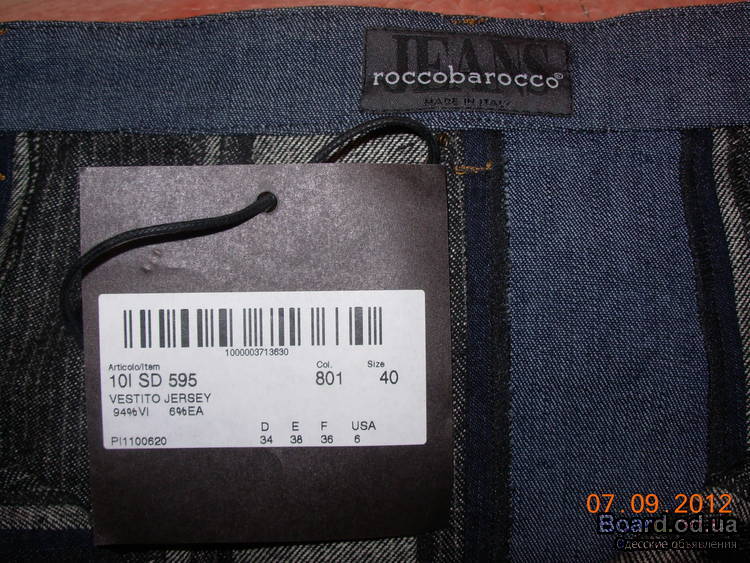 JEANS
roccobarocco®
MADE IN ITALY
1000003713630
Articolo/Item Col. Size
10I SD 595 801 40
VESTITO JERSEY
94%VI 6%EA
D E F USA
PI1100620 34 38 36 6
07.09.2012
Board.od.ua
Одесские объявления